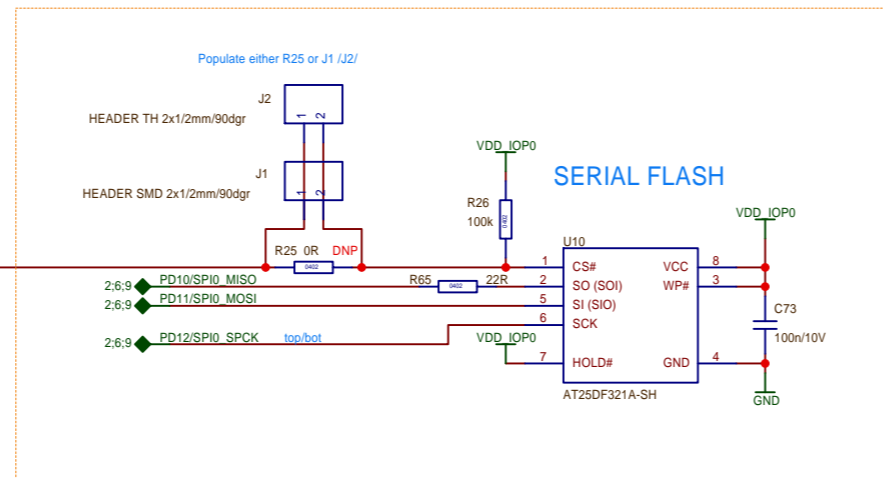 Populate either R25 or J1 /J2/
J2
1 2
HEADER TH 2x1/2mm/90dgr
J1
1 2
HEADER SMD 2x1/2mm/90dgr
VDD_IOP0
SERIAL FLASH
R26
100k
0402
VDD_IOP0
R25 0R DNP
0402
U10
1 CS# VCC 8
2;6;9 PD10/SPI0_MISO R65 0402 22R 2 SO (SOI) WP# 3
2;6;9 PD11/SPI0_MOSI 5 SI (SIO)
6 SCK
C73
100n/10V
2;6;9 PD12/SPI0_SPCK top/bot VDD_IOP0
7 HOLD# GND 4
AT25DF321A-SH
GND